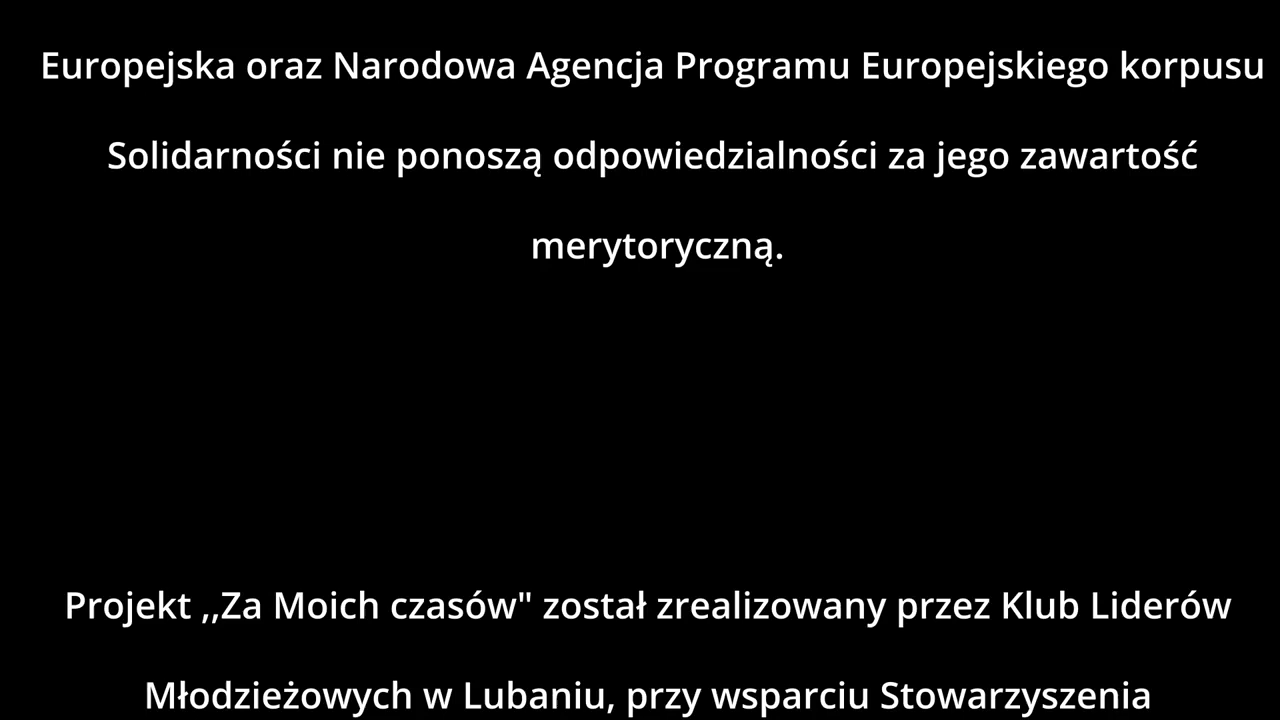 Europejska oraz Narodowa Agencja Programu Europejskiego korpusu
Solidarności nie ponoszą odpowiedzialności za jego zawartość
merytoryczną.
Projekt ,,Za Moich czasów" został zrealizowany przez Klub Liderów
Młodzieżowych w Lubaniu, przy wsparciu Stowarzyszenia